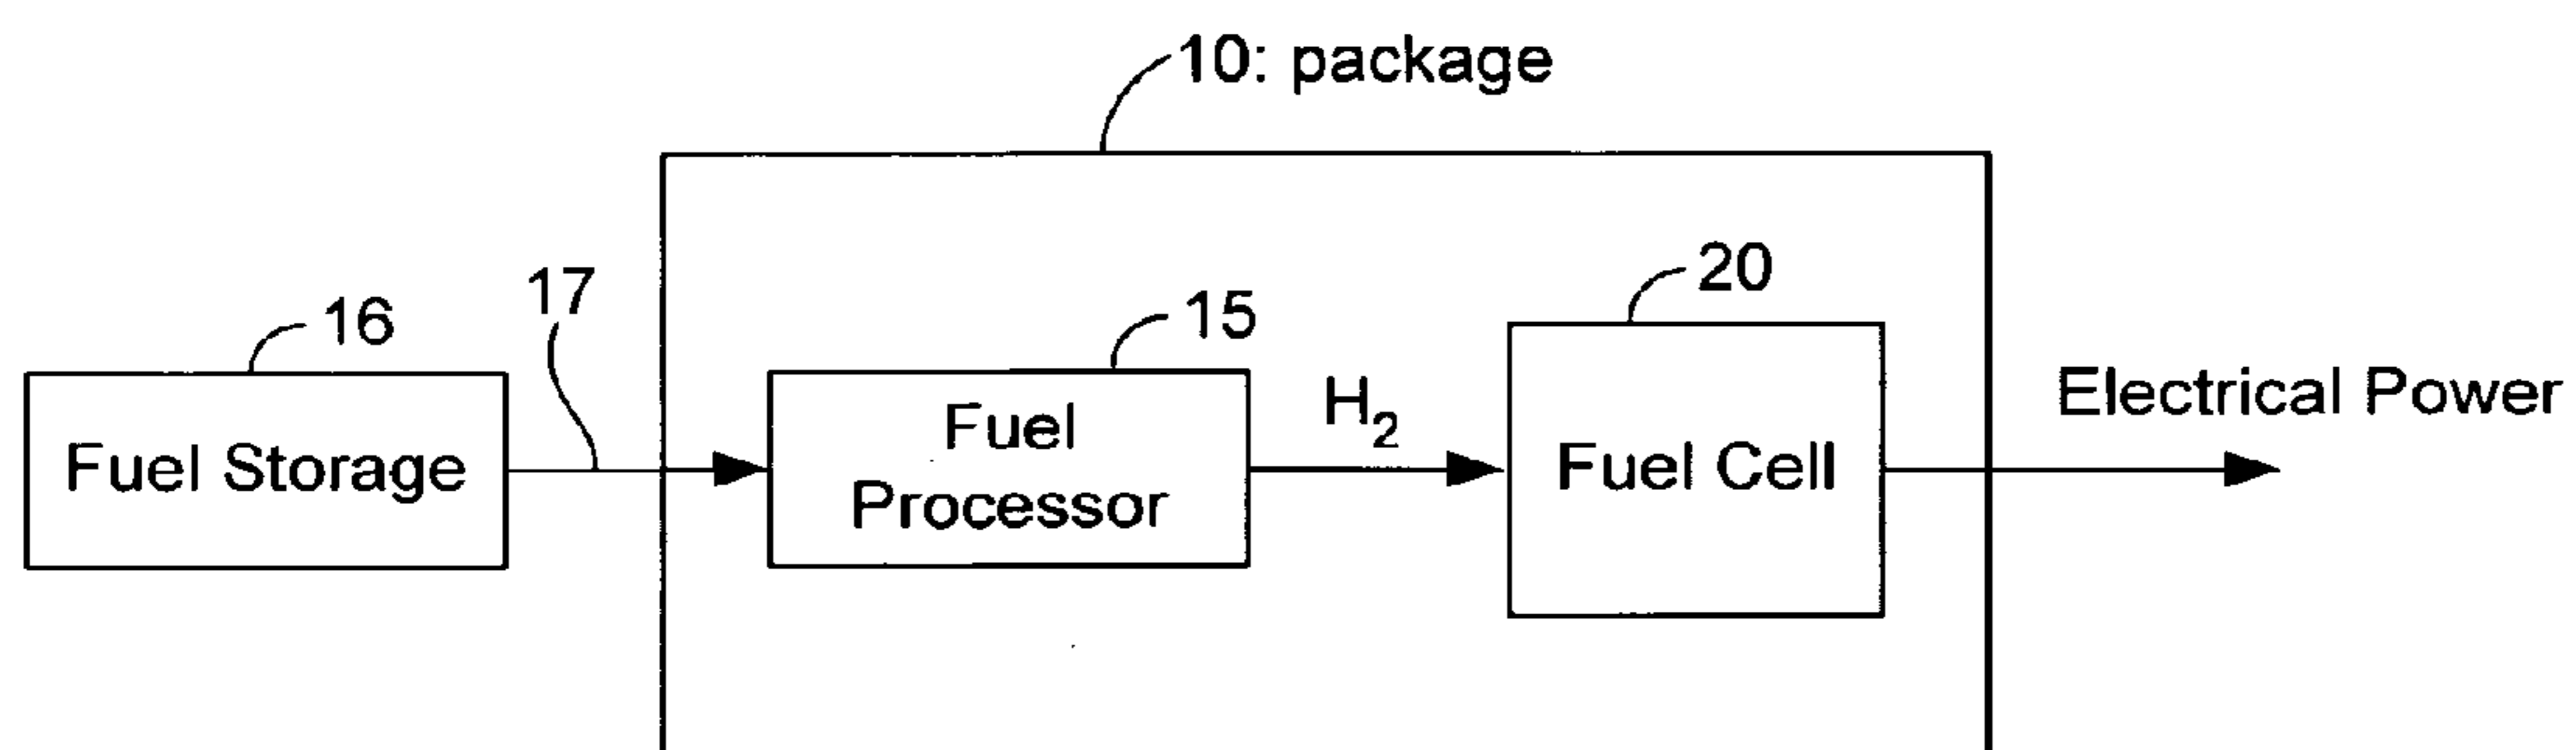 10: package
16
17
15
20
Fuel Storage
Fuel
Processor
H2
Fuel Cell
Electrical Power